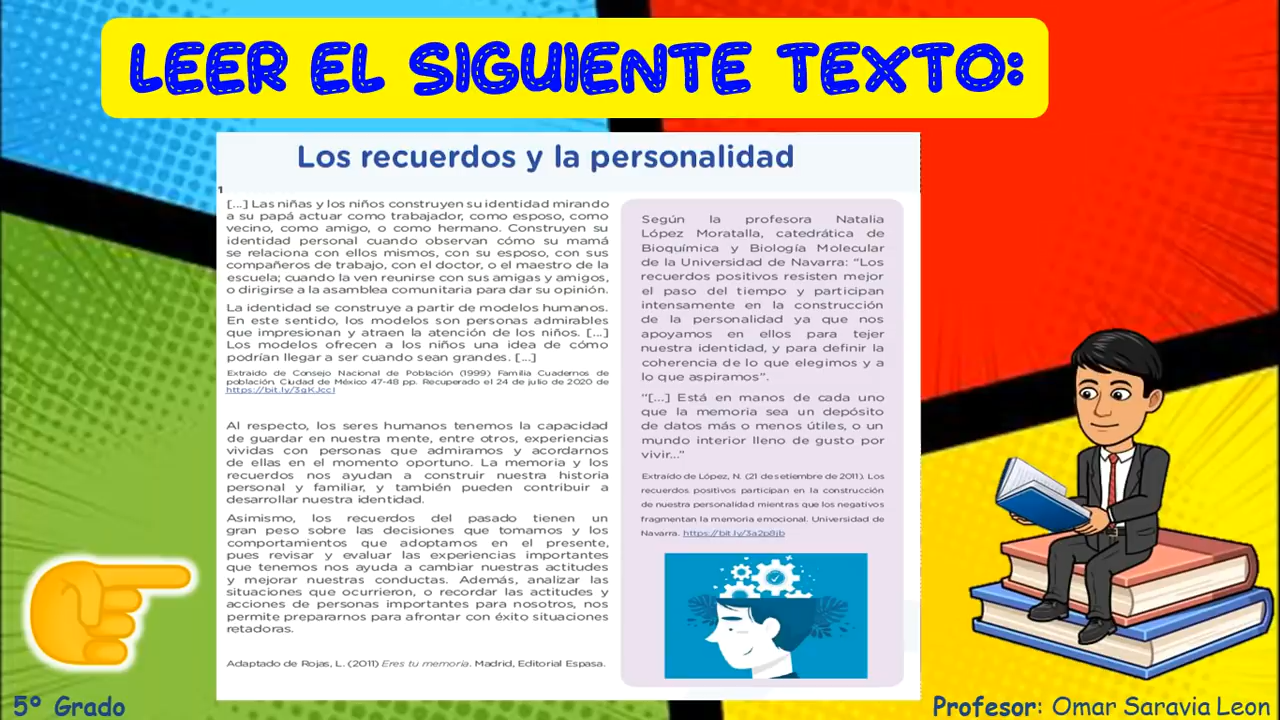 LEER EL SIGUIENTE TEXTO:
Los recuerdos y la personalidad
1
[...] Las niñas y los niños construyen su identidad mirando
a su papá actuar como trabajador, como esposo, como
vecino, como amigo, o como hermano. Construyen su
identidad personal cuando observan cómo su mamá
se relaciona con ellos mismos, con su esposo, con sus
compañeros de trabajo, con el doctor, o el maestro de la
escuela; cuando la ven reunirse con sus amigas y amigos,
o dirigirse a la asamblea comunitaria para dar su opinión.
La identidad se construye a partir de modelos humanos.
En este sentido, los modelos son personas admirables
que impresionan y atraen la atención de los niños. [...]
Los modelos ofrecen a los niños una idea de cómo
podrían llegar a ser cuando sean grandes. [...]
Extraido de Consejo Nacional de Población (1999) Familia Cuadernos de
población. Ciudad de México 47-48 pp. Recuperado el 24 de julio de 2020 de
https://bit.ly/3gKJccI
Al respecto, los seres humanos tenemos la capacidad
de guardar en nuestra mente, entre otros, experiencias
vividas con personas que admiramos y acordarnos
de ellas en el momento oportuno. La memoria y los
recuerdos nos ayudan a construir nuestra historia
personal y familiar, y también pueden contribuir a
desarrollar nuestra identidad.
Asimismo, los recuerdos del pasado tienen un
gran peso sobre las decisiones que tomamos y los
comportamientos que adoptamos en el presente,
pues revisar y evaluar las experiencias importantes
que tenemos nos ayuda a cambiar nuestras actitudes
y mejorar nuestras conductas. Además, analizar las
situaciones que ocurrieron, o recordar las actitudes y
acciones de personas importantes para nosotros, nos
permite prepararnos para afrontar con éxito situaciones
retadoras.
Adaptado de Rojas, L. (2011) Eres tu memoria. Madrid, Editorial Espasa.
Según la profesora Natalia
López Moratalla, catedrática de
Bioquímica y Biología Molecular
de la Universidad de Navarra: “Los
recuerdos positivos resisten mejor
el paso del tiempo y participan
intensamente en la construcción
de la personalidad ya que nos
apoyamos en ellos para tejer
nuestra identidad, y para definir la
coherencia de lo que elegimos y a
lo que aspiramos”.
“[...] Está en manos de cada uno
que la memoria sea un depósito
de datos más o menos útiles, o un
mundo interior lleno de gusto por
vivir...”
Extraído de López, N. (21 de setiembre de 2011). Los
recuerdos positivos participan en la construcción
de nuestra personalidad mientras que los negativos
fragmentan la memoria emocional. Universidad de
Navarra. https://bit.ly/3a2p8jb
5º Grado
Profesor: Omar Saravia Leon